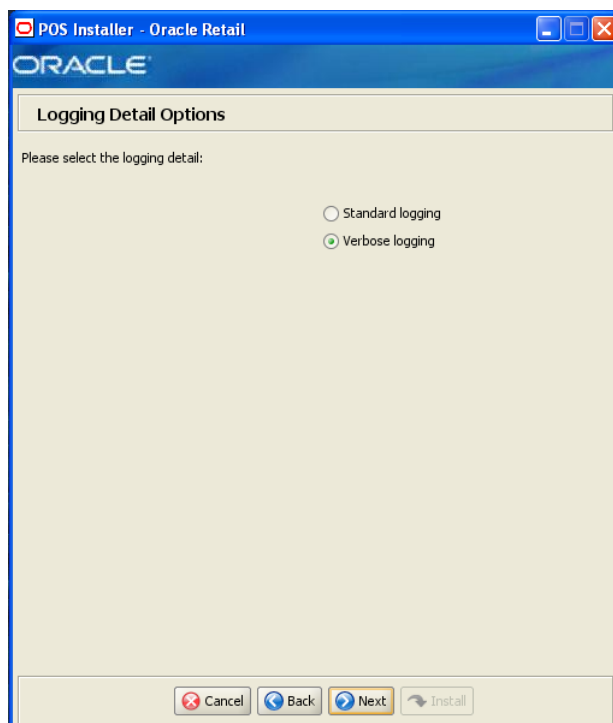 POS Installer - Oracle Retail
ORACLE
Logging Detail Options
Please select the logging detail:
Standard logging
Verbose logging
Cancel Back Next Install